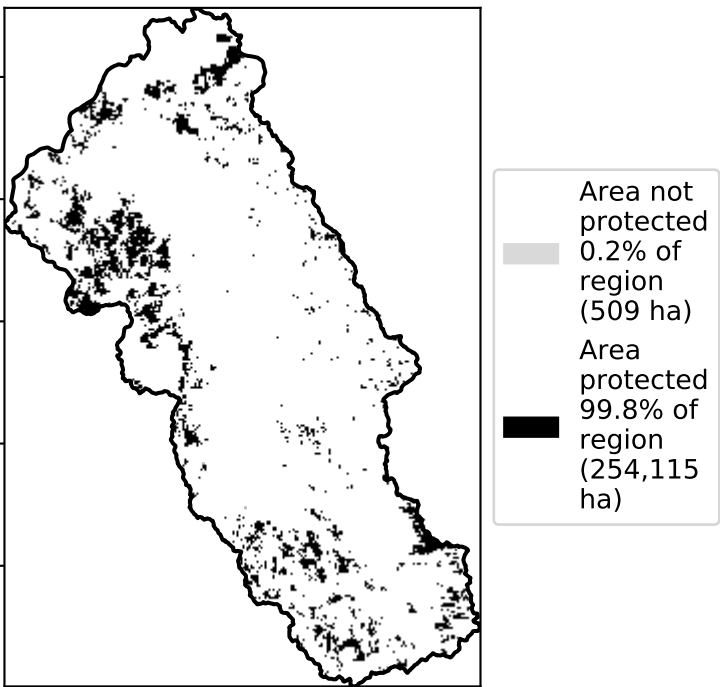 Area not
protected
0.2% of
region
(509 ha)
Area
protected
99.8% of
region
(254,115
ha)